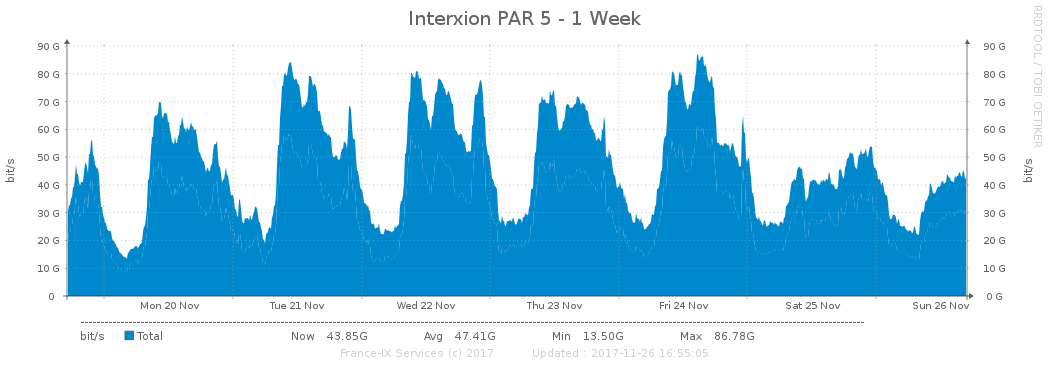 Interxion PAR 5 - 1 Week
RRDTOOL / TOBI OETIKER
90 G 90 G
80 G 80 G
70 G 70 G
60 G 60 G
50 G 50 G
40 G 40 G
30 G 30 G
20 G 20 G
10 G 10 G
0 0 G
bit/s
bit/s
Mon 20 Nov Tue 21 Nov Wed 22 Nov Thu 23 Nov Fri 24 Nov Sat 25 Nov Sun 26 Nov
bit/s Total Now 43.85G Avg 47.41G Min 13.50G Max 86.78G
France-IX Services (c) 2017 Updated : 2017-11-26 16:55:05